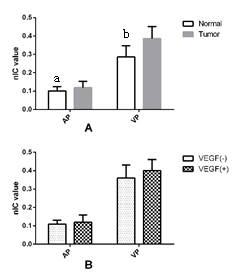 Normal
Tumor
nIC value
0.5
0.4
0.3
0.2
0.1
0.0
a
b
AP
VP
A
VEGF(-)
VEGF(+)
nIC value
0.5
0.4
0.3
0.2
0.1
0.0
AP
VP
B